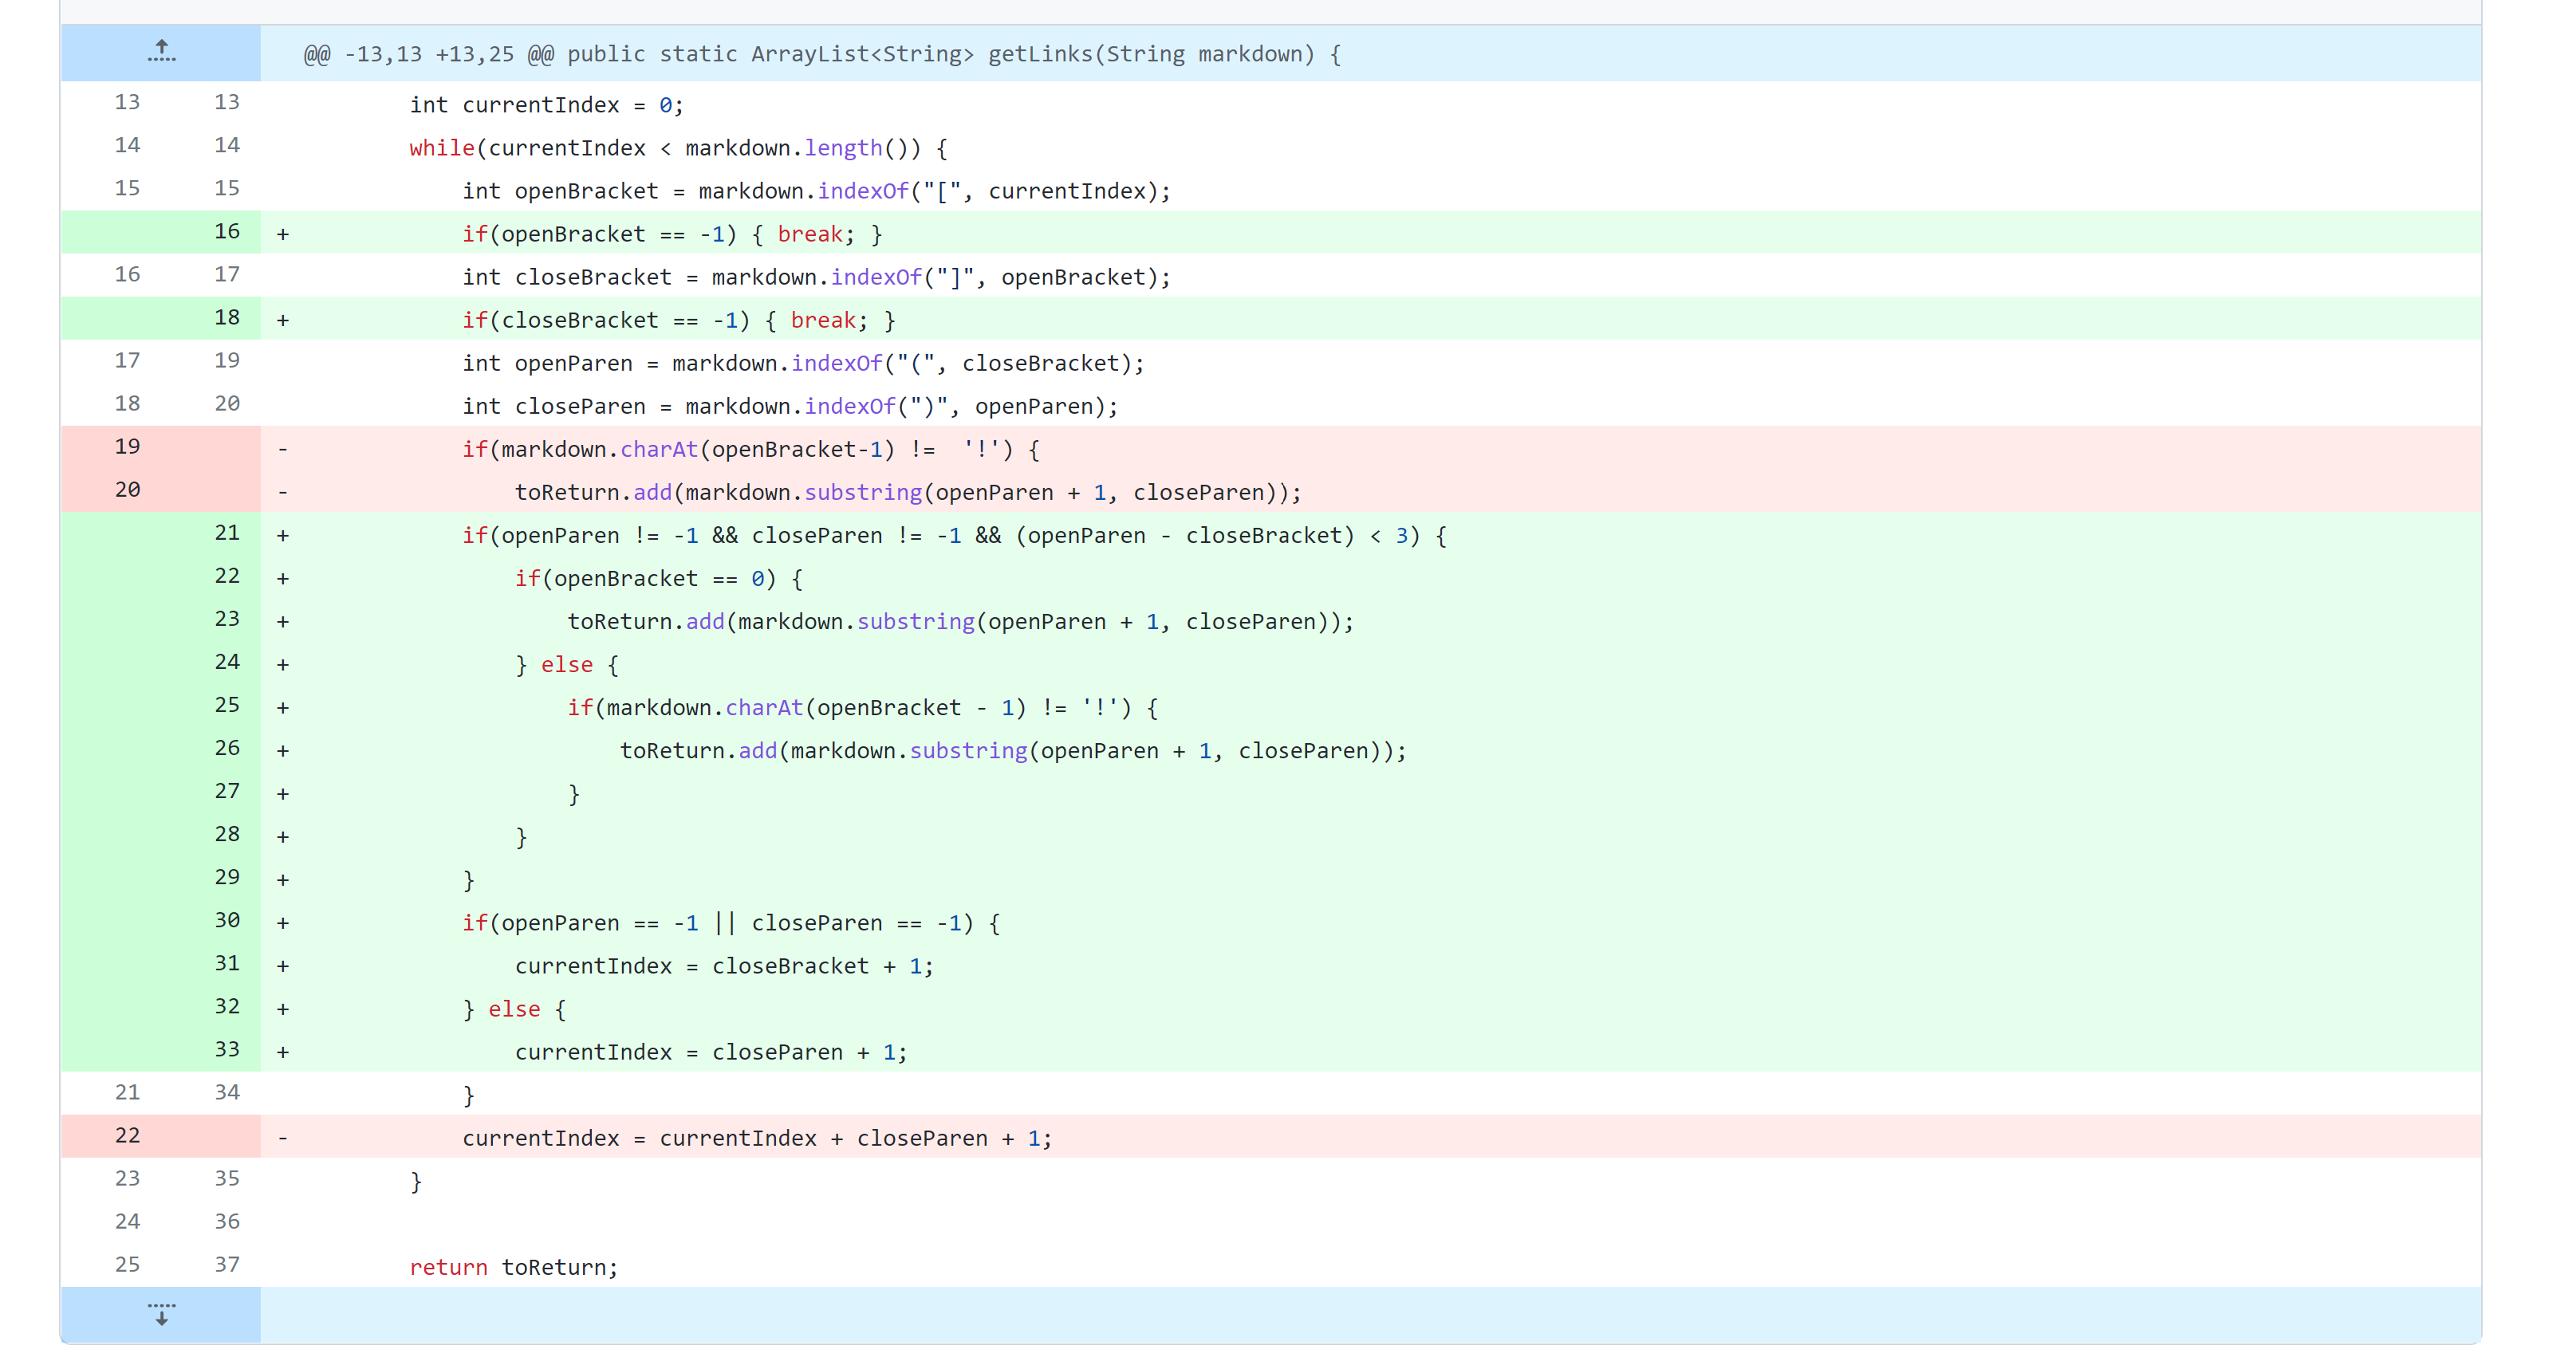 @@ -13,13 +13,25 @@ public static ArrayList<String> getLinks(String markdown) {
13 13 int currentIndex = 0;
14 14 while(currentIndex < markdown.length()) {
15 15 int openBracket = markdown.indexOf("[", currentIndex);
16 + if(openBracket == -1) { break; }
16 17 int closeBracket = markdown.indexOf("]", openBracket);
18 + if(closeBracket == -1) { break; }
17 19 int openParen = markdown.indexOf("(", closeBracket);
18 20 int closeParen = markdown.indexOf(")", openParen);
19 - if(markdown.charAt(openBracket-1) !=  '!') {
20 - toReturn.add(markdown.substring(openParen + 1, closeParen));
21 + if(openParen != -1 && closeParen != -1 && (openParen - closeBracket) < 3) {
22 + if(openBracket == 0) {
23 + toReturn.add(markdown.substring(openParen + 1, closeParen));
24 + } else {
25 + if(markdown.charAt(openBracket - 1) != '!') {
26 + toReturn.add(markdown.substring(openParen + 1, closeParen));
27 + }
28 + }
29 + }
30 + if(openParen == -1 || closeParen == -1) {
31 + currentIndex = closeBracket + 1;
32 + } else {
33 + currentIndex = closeParen + 1;
21 34 }
22 - currentIndex = currentIndex + closeParen + 1;
23 35 }
24 36
25 37 return toReturn;